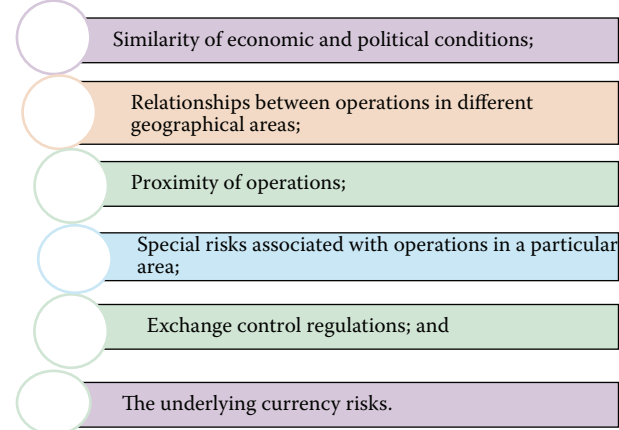 Similarity of economic and political conditions;
Relationships between operations in different
geographical areas;
Proximity of operations;
Special risks associated with operations in a particular
area;
Exchange control regulations; and
The underlying currency risks.